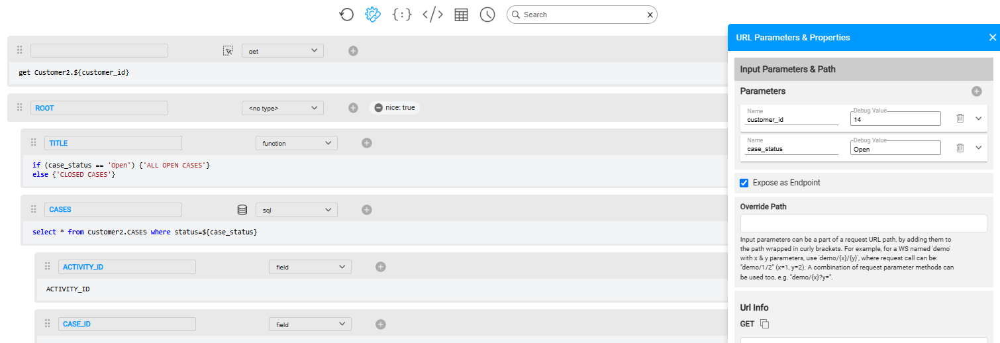 {:} </> Search
URL Parameters & Properties
get
get Customer2.${customer_id}
ROOT <no type> nice: true
TITLE function
if (case_status == 'Open') {'ALL OPEN CASES'}
else {'CLOSED CASES'}
CASES sql
select * from Customer2.CASES where status=${case_status}
ACTIVITY_ID field
ACTIVITY_ID
CASE_ID field
Input Parameters & Path
Parameters
Name Debug Value
customer_id 14
Name Debug Value
case_status Open
Expose as Endpoint
Override Path
Input parameters can be a part of a request URL path, by adding them to
the path wrapped in curly brackets. For example, for a WS named 'demo'
with x & y parameters, use 'demo/{x}/{y}', where request call can be:
"demo/1/2" (x=1, y=2). A combination of request parameter methods can
be used too, e.g. "demo/{x}?y=".
Url Info
GET